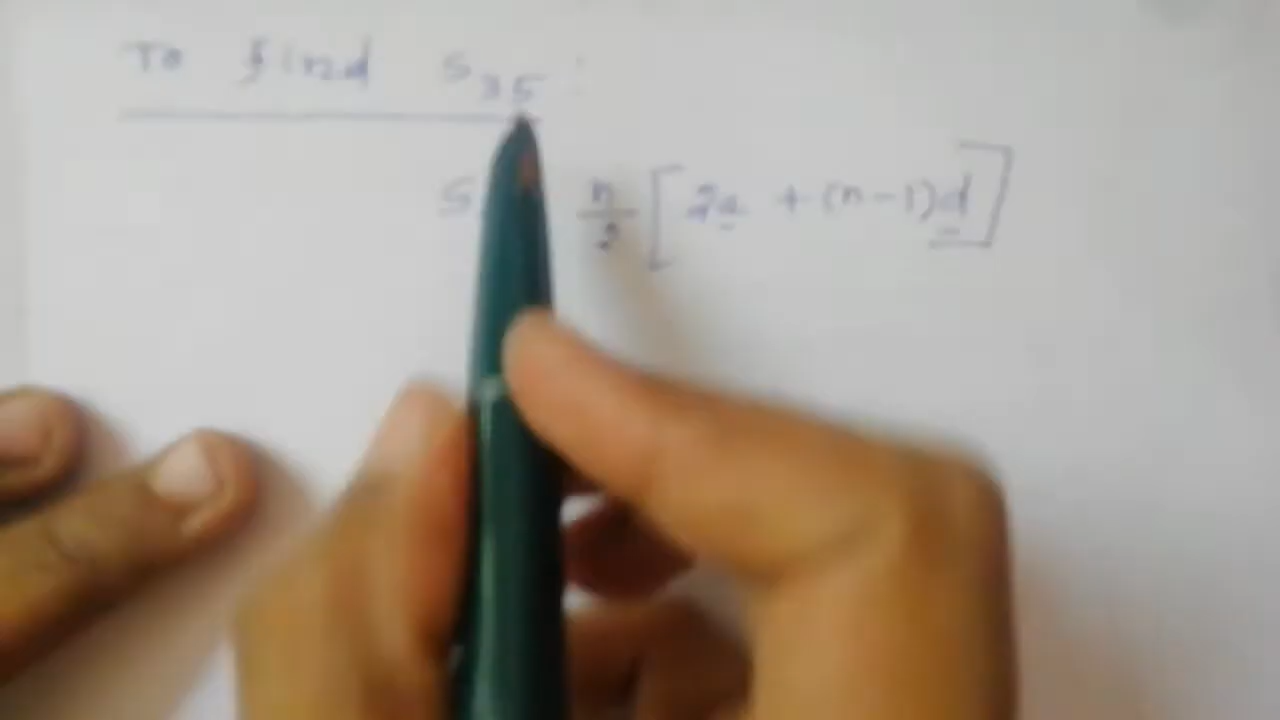 To find S35 :
S n/2 [ 2a + (n-1)d ]